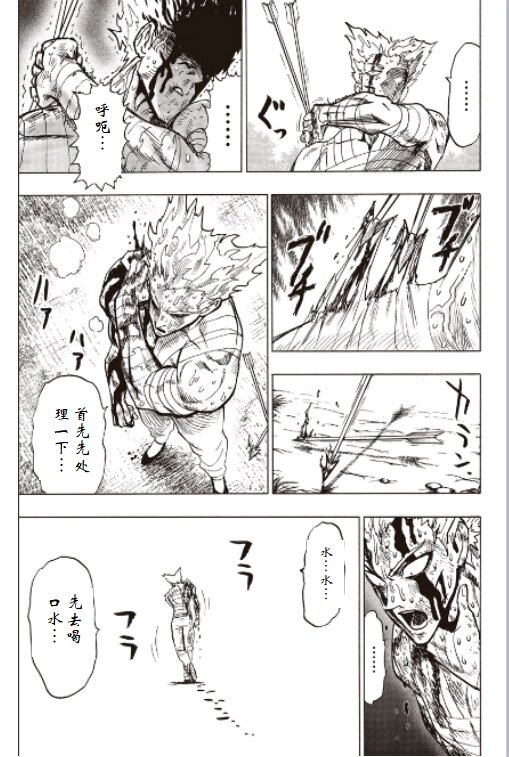 ……
ぐっ
……
呼呃…
ブチ
ブチ
ハァ
ハァ
首先先处
理一下…
カラン
……
水…水…
フラ
先去喝
口水…
フラ